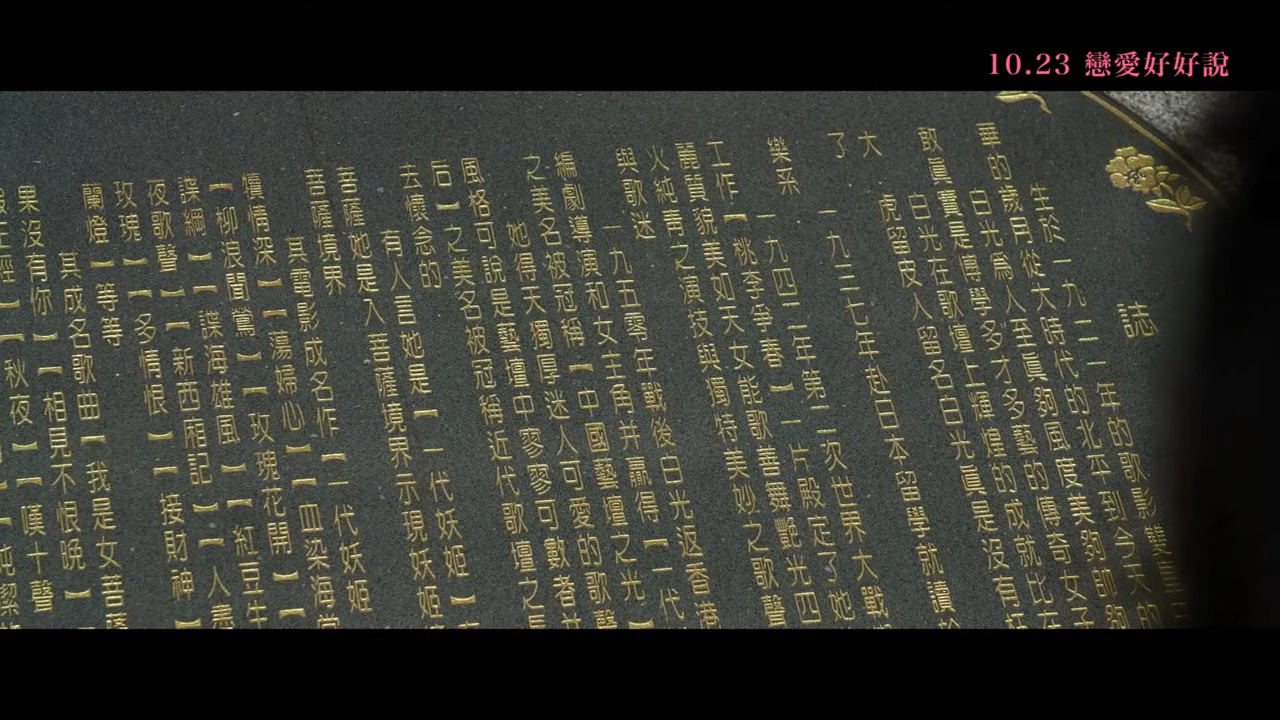 10.23 戀愛好好說
誌
生於一九二一年的歌影雙
華的歲月從大時代的北平到今天的
白光為人至真夠風度美夠帥夠
敢真寶是傳學多才多藝的傳奇女子
白光在歌壇上輝煌的成就比在
虎留皮人留名白光真是沒有
大
了
一九三七年赴日本留學就讀於
樂系
一九四二年第二次世界大戰
工作【桃李爭春】一片殿定了她
麗質貌美如天女能歌善舞艷光四
火純青之演技與獨特美妙之歌聲
與歌迷
一九五零年戰後白光返香港
編劇導演和女主角并贏得【一代
之美名被冠稱【中國藝壇之光
她得天獨厚迷人可愛的歌聲
風格可說是藝壇中寥寥可數者
后】之美名被冠稱近代歌壇之
去懷念的
有人言她是【一代妖姬】
菩薩她是入菩薩境界示現妖姬
菩薩境界
其電影成名作【一代妖姬
懷情深】【蕩婦心】【血染海棠
【柳浪聞鶯】【玫瑰花開】【
諜網】【諜海雄風】【紅豆生
夜歌聲】【新西廂記】【人盡
玫瑰【多情恨】【接財神
蘭燈】等等
其成名歌曲【我是女菩薩
果沒有你】【相見不恨晚】
【秋夜】【嘆十聲
純潔